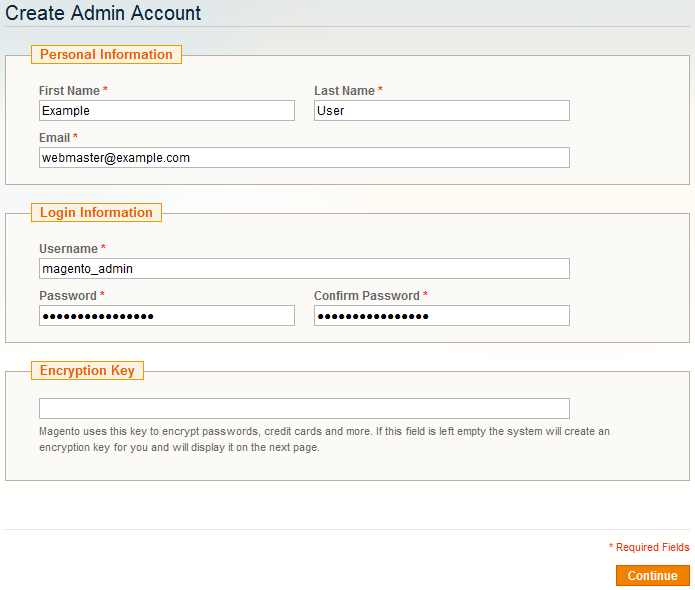 Create Admin Account
Personal Information
First Name * Last Name *
Example User
Email *
webmaster@example.com
Login Information
Username *
magento_admin
Password * Confirm Password *
●●●●●●●●●●●●●●●● ●●●●●●●●●●●●●●●●
Encryption Key
Magento uses this key to encrypt passwords, credit cards and more. If this field is left empty the system will create an
encryption key for you and will display it on the next page.
* Required Fields
Continue